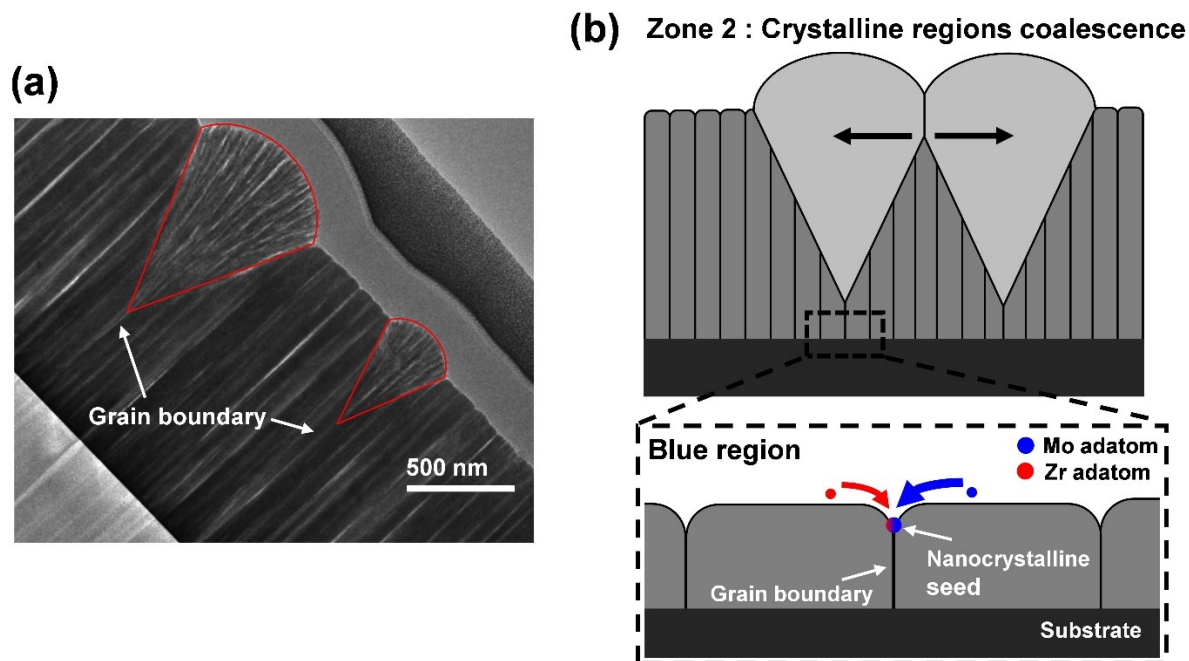 (a)
Grain boundary
500 nm
(b) Zone 2 : Crystalline regions coalescence
Blue region
Mo adatom
Zr adatom
Nanocrystalline
seed
Grain boundary
Substrate